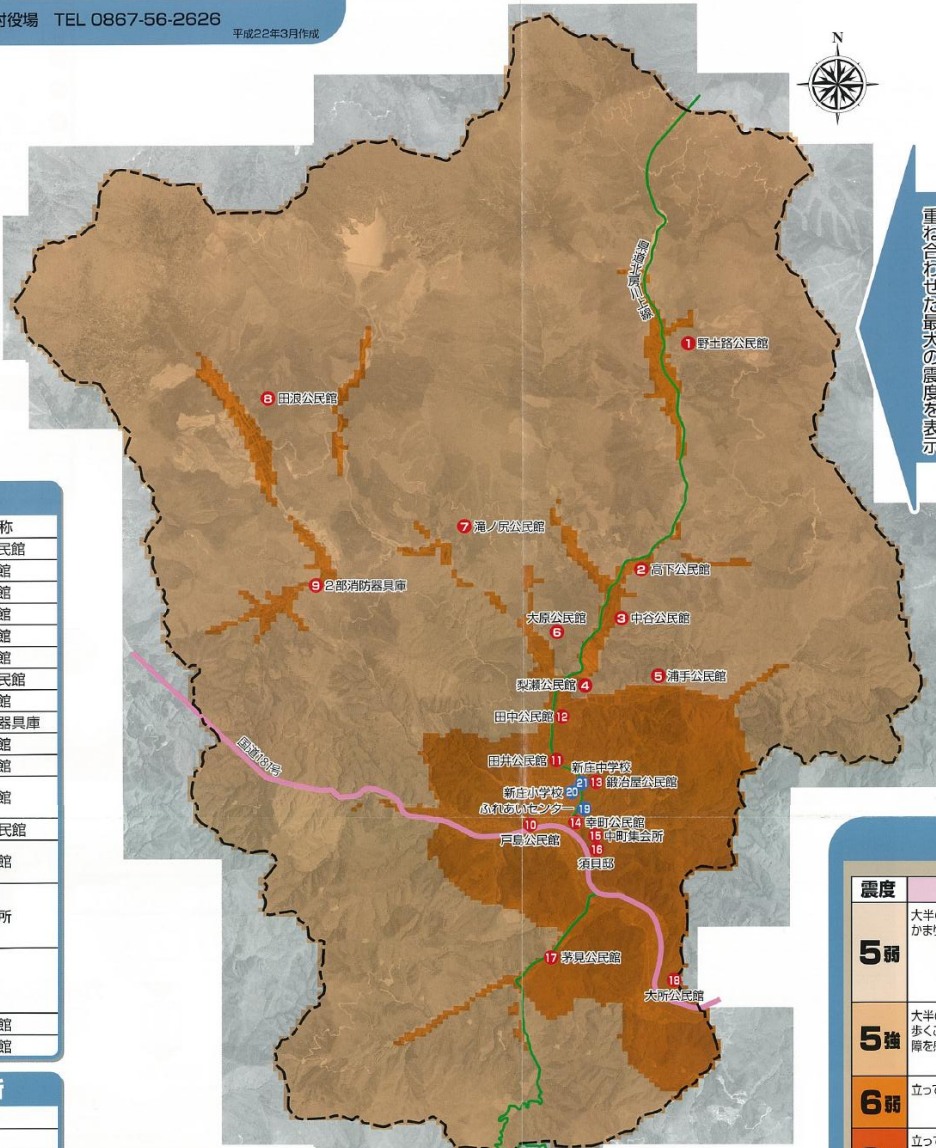 村役場 TEL 0867-56-2626
平成22年3月作成
N
重ね合わせた最大の震度を表示
県道北房川上線
1 野土路公民館
8 田浪公民館
7 滝ノ尻公民館
2 高下公民館
9 2部消防器具庫
大原公民館
6
3 中谷公民館
5 浦手公民館
梨瀬公民館 4
田中公民館 12
国道181号
田井公民館 11
新庄中学校
21 13 鍛冶屋公民館
新庄小学校 20
ふれあいセンター 19
10
戸島公民館
14 幸町公民館
15 中町集会所
16
須貝邸
17 茅見公民館
18
大所公民館
称
民館
館
館
館
館
館
民館
館
器具庫
館
館
館
民館
館
所
館
館
所
震度
5弱
大半の
かまり
5強
大半の
歩くこ
障を感
6弱
立って
立って